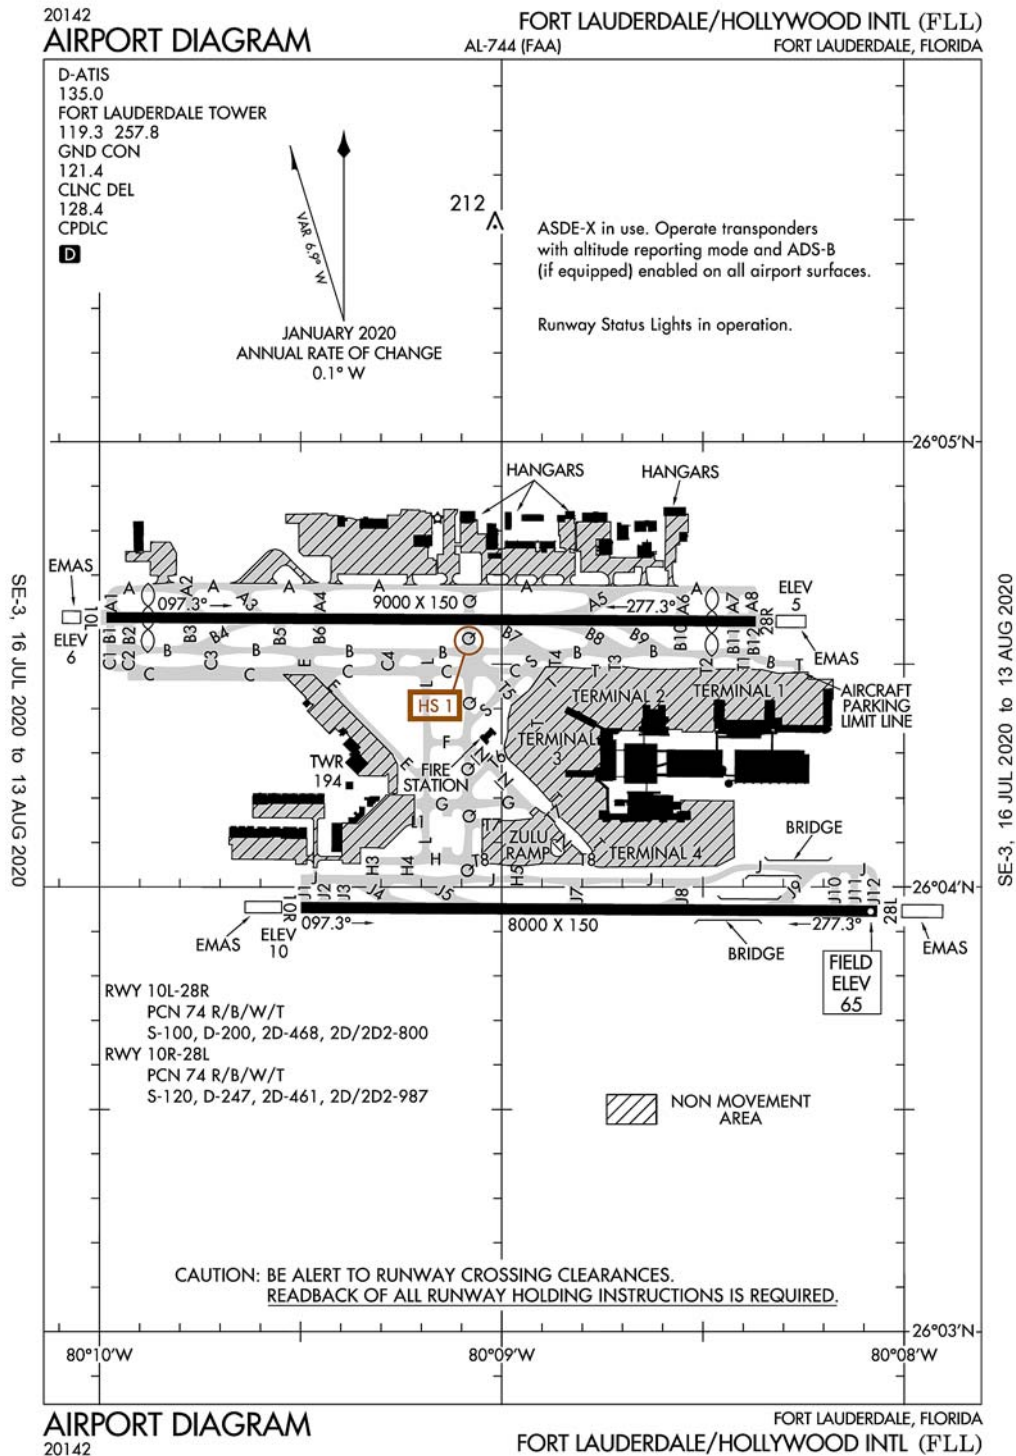 20142
AIRPORT DIAGRAM
AL-744 (FAA)
FORT LAUDERDALE/HOLLYWOOD INTL (FLL)
FORT LAUDERDALE, FLORIDA
D-ATIS
135.0
FORT LAUDERDALE TOWER
119.3 257.8
GND CON
121.4
CLNC DEL
128.4
CPDLC
D
VAR 6.9° W
JANUARY 2020
ANNUAL RATE OF CHANGE
0.1° W
212
ASDE-X in use. Operate transponders
with altitude reporting mode and ADS-B
(if equipped) enabled on all airport surfaces.
Runway Status Lights in operation.
26°05'N
HANGARS
HANGARS
EMAS
A A2 A A A A
A1 097.3° A3 A4 9000 X 150 Q A5 277.3° A6 A7 A8
ELEV
5
10L
28R
ELEV
6
B1 B2 B3 B4 B5 B6 Q B7 B8 B9 B10 B11 B12
EMAS
C1 C2 B C3 B B C4 L B S T4 T T3 B T2 T1 B T
C C E C C C
AIRCRAFT
PARKING
LIMIT LINE
E L HS 1 Q S T5 T
TERMINAL 2
TERMINAL 1
TERMINAL
3
TWR
194
E F Q N T6
FIRE
STATION
G Q N G T
L1 L T7
ZULU
RAMP
N
TERMINAL 4
BRIDGE
H3 H4 H Q T8 J H5 T8
26°04'N
J1 J2 J3 J4 J5 J7 J J8 J J9 J10 J11 J J12
10R
28L
097.3°
8000 X 150
277.3°
EMAS
ELEV
10
BRIDGE
EMAS
FIELD
ELEV
65
RWY 10L-28R
PCN 74 R/B/W/T
S-100, D-200, 2D-468, 2D/2D2-800
RWY 10R-28L
PCN 74 R/B/W/T
S-120, D-247, 2D-461, 2D/2D2-987
NON MOVEMENT
AREA
CAUTION: BE ALERT TO RUNWAY CROSSING CLEARANCES.
READBACK OF ALL RUNWAY HOLDING INSTRUCTIONS IS REQUIRED.
26°03'N
80°10'W
80°09'W
80°08'W
SE-3, 16 JUL 2020 to 13 AUG 2020
SE-3, 16 JUL 2020 to 13 AUG 2020
AIRPORT DIAGRAM
20142
FORT LAUDERDALE, FLORIDA
FORT LAUDERDALE/HOLLYWOOD INTL (FLL)